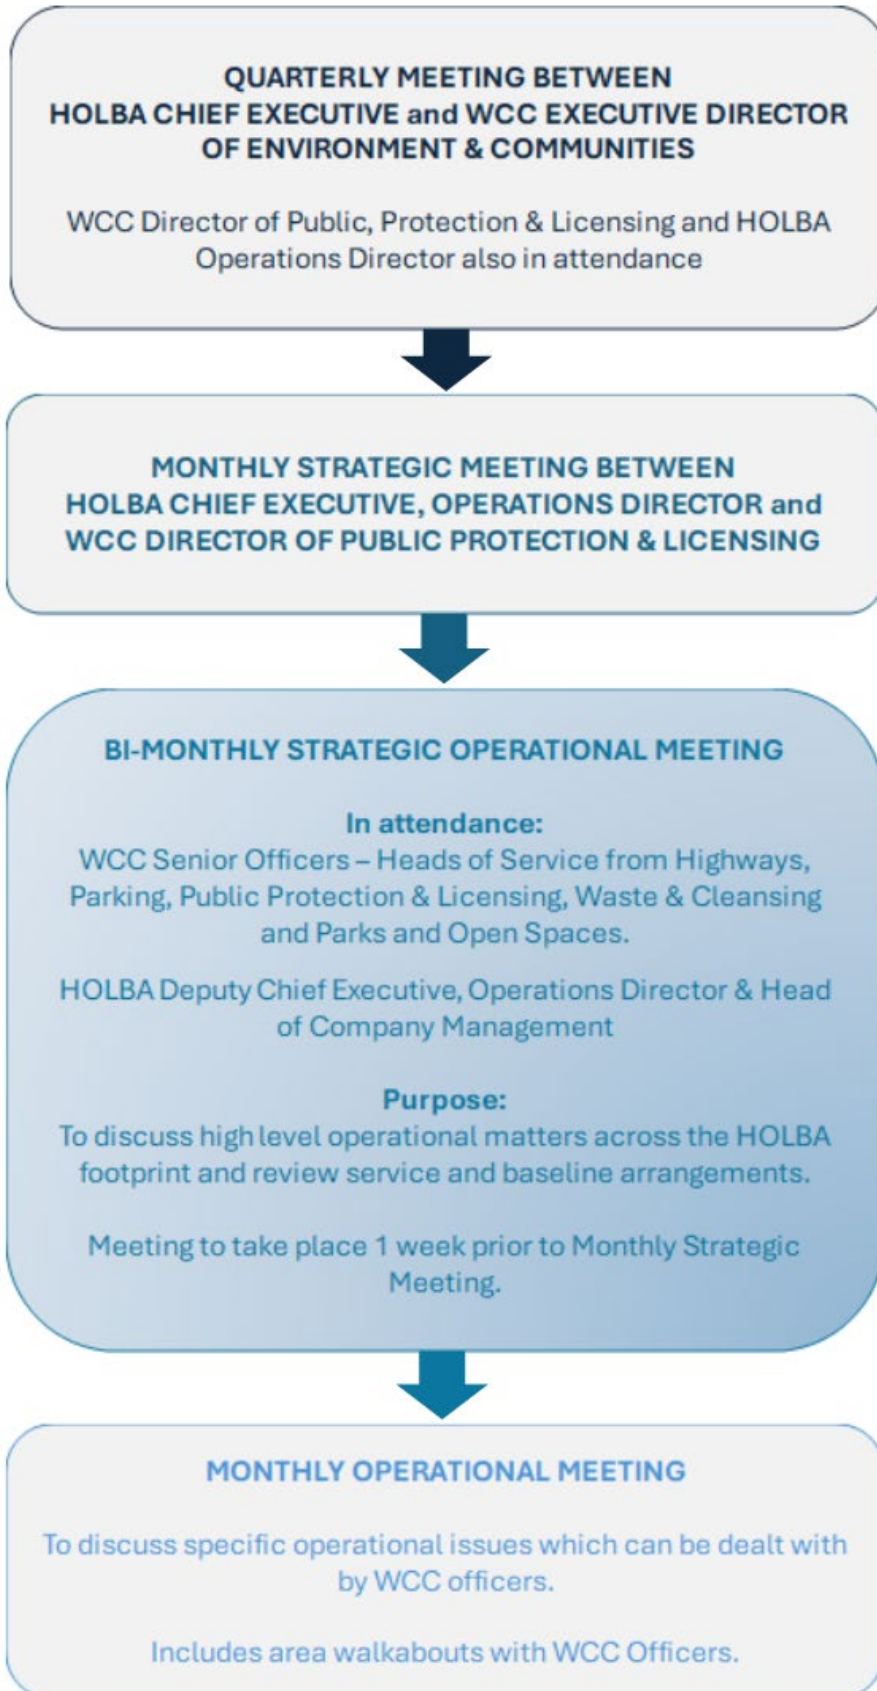 QUARTERLY MEETING BETWEEN
HOLBA CHIEF EXECUTIVE and WCC EXECUTIVE DIRECTOR
OF ENVIRONMENT & COMMUNITIES
WCC Director of Public, Protection & Licensing and HOLBA
Operations Director also in attendance
MONTHLY STRATEGIC MEETING BETWEEN
HOLBA CHIEF EXECUTIVE, OPERATIONS DIRECTOR and
WCC DIRECTOR OF PUBLIC PROTECTION & LICENSING
BI-MONTHLY STRATEGIC OPERATIONAL MEETING
In attendance:
WCC Senior Officers – Heads of Service from Highways,
Parking, Public Protection & Licensing, Waste & Cleansing
and Parks and Open Spaces.
HOLBA Deputy Chief Executive, Operations Director & Head
of Company Management
Purpose:
To discuss high level operational matters across the HOLBA
footprint and review service and baseline arrangements.
Meeting to take place 1 week prior to Monthly Strategic
Meeting.
MONTHLY OPERATIONAL MEETING
To discuss specific operational issues which can be dealt with
by WCC officers.
Includes area walkabouts with WCC Officers.